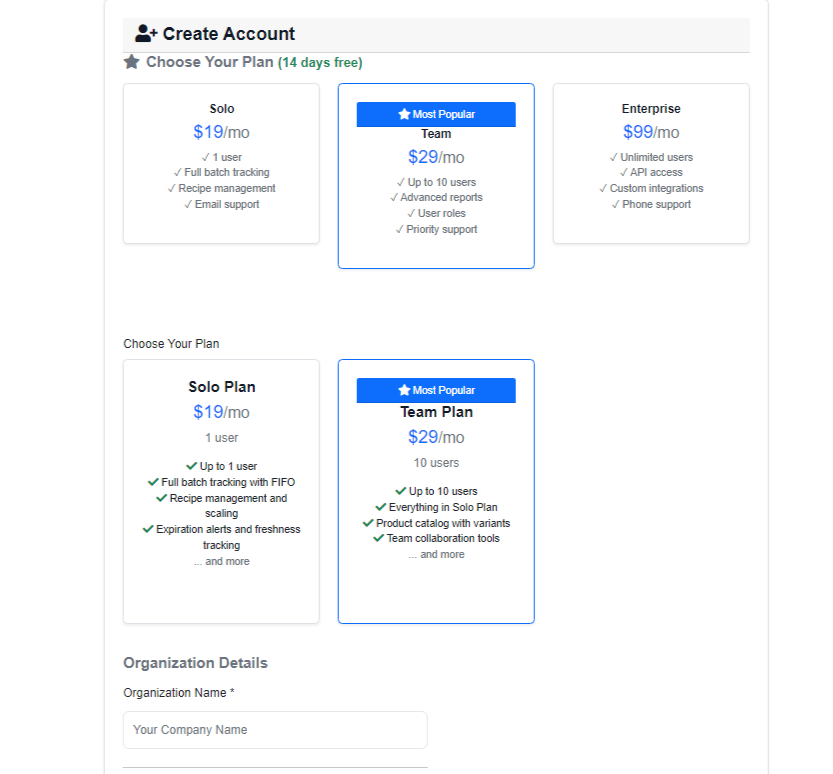 Create Account
Choose Your Plan (14 days free)
Solo
$19/mo
✓ 1 user
✓ Full batch tracking
✓ Recipe management
✓ Email support
Most Popular
Team
$29/mo
✓ Up to 10 users
✓ Advanced reports
✓ User roles
✓ Priority support
Enterprise
$99/mo
✓ Unlimited users
✓ API access
✓ Custom integrations
✓ Phone support
Choose Your Plan
Solo Plan
$19/mo
1 user
✓ Up to 1 user
✓ Full batch tracking with FIFO
✓ Recipe management and
scaling
✓ Expiration alerts and freshness
tracking
... and more
Most Popular
Team Plan
$29/mo
10 users
✓ Up to 10 users
✓ Everything in Solo Plan
✓ Product catalog with variants
✓ Team collaboration tools
... and more
Organization Details
Organization Name *
Your Company Name